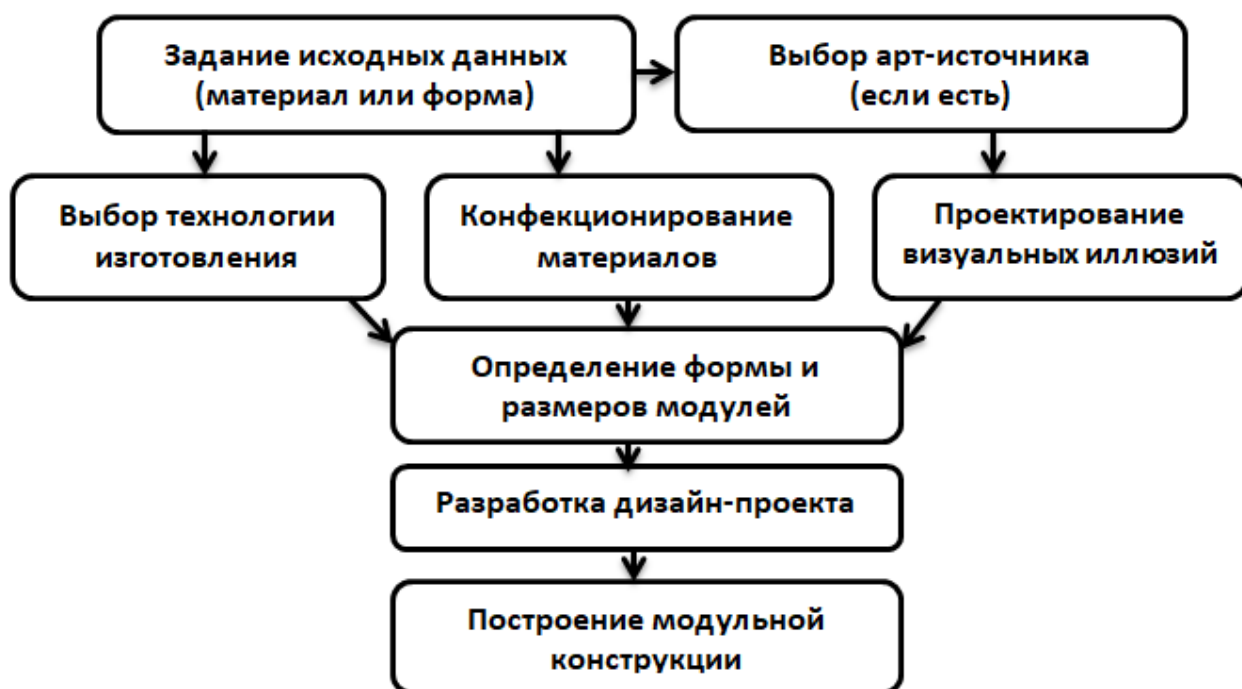 Задание исходных данных
(материал или форма)
Выбор арт-источника
(если есть)
Выбор технологии
изготовления
Конфекционирование
материалов
Проектирование
визуальных иллюзий
Определение формы и
размеров модулей
Разработка дизайн-проекта
Построение модульной
конструкции